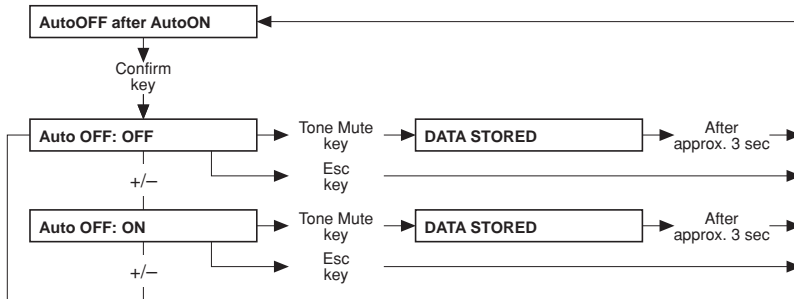 AutoOFF after AutoON
Confirm
key
Auto OFF: OFF
Tone Mute
key
DATA STORED
After
approx. 3 sec
Esc
key
+/−
Auto OFF: ON
Tone Mute
key
DATA STORED
After
approx. 3 sec
Esc
key
+/−